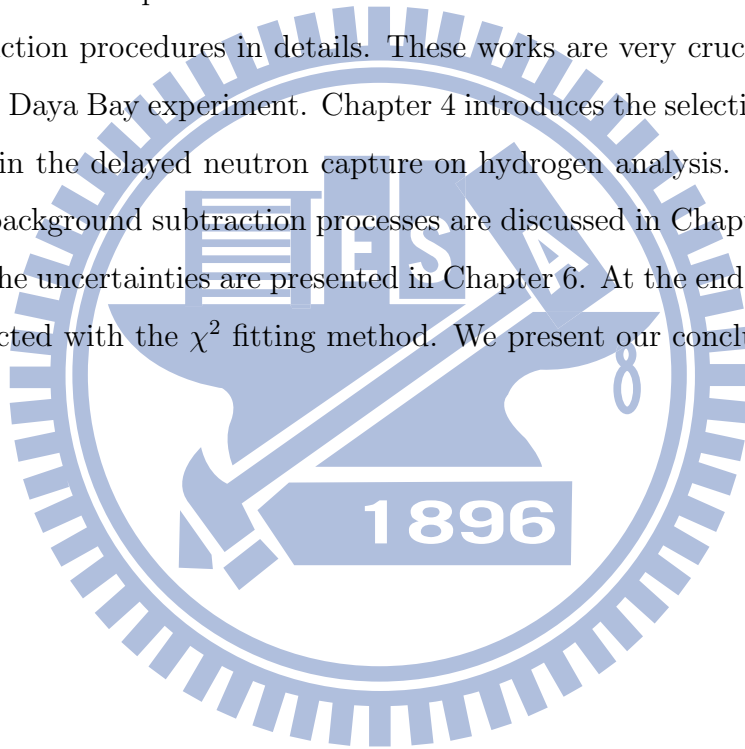 ction procedures in details. These works are very cruc
Daya Bay experiment. Chapter 4 introduces the selecti
in the delayed neutron capture on hydrogen analysis.
background subtraction processes are discussed in Chap
he uncertainties are presented in Chapter 6. At the end
cted with the χ² fitting method. We present our conclu
E S A
1896